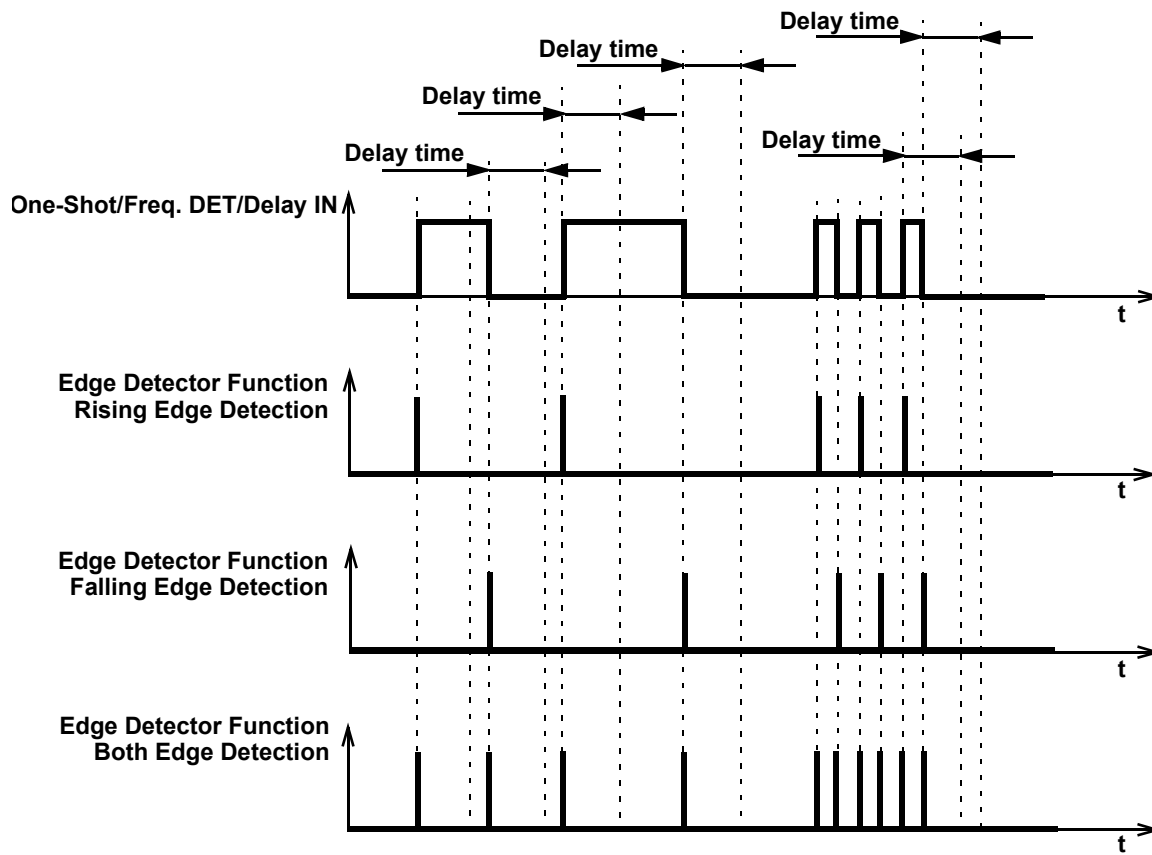 Delay time
Delay time
Delay time
Delay time
Delay time
One-Shot/Freq. DET/Delay IN
t
Edge Detector Function
Rising Edge Detection
t
Edge Detector Function
Falling Edge Detection
t
Edge Detector Function
Both Edge Detection
t